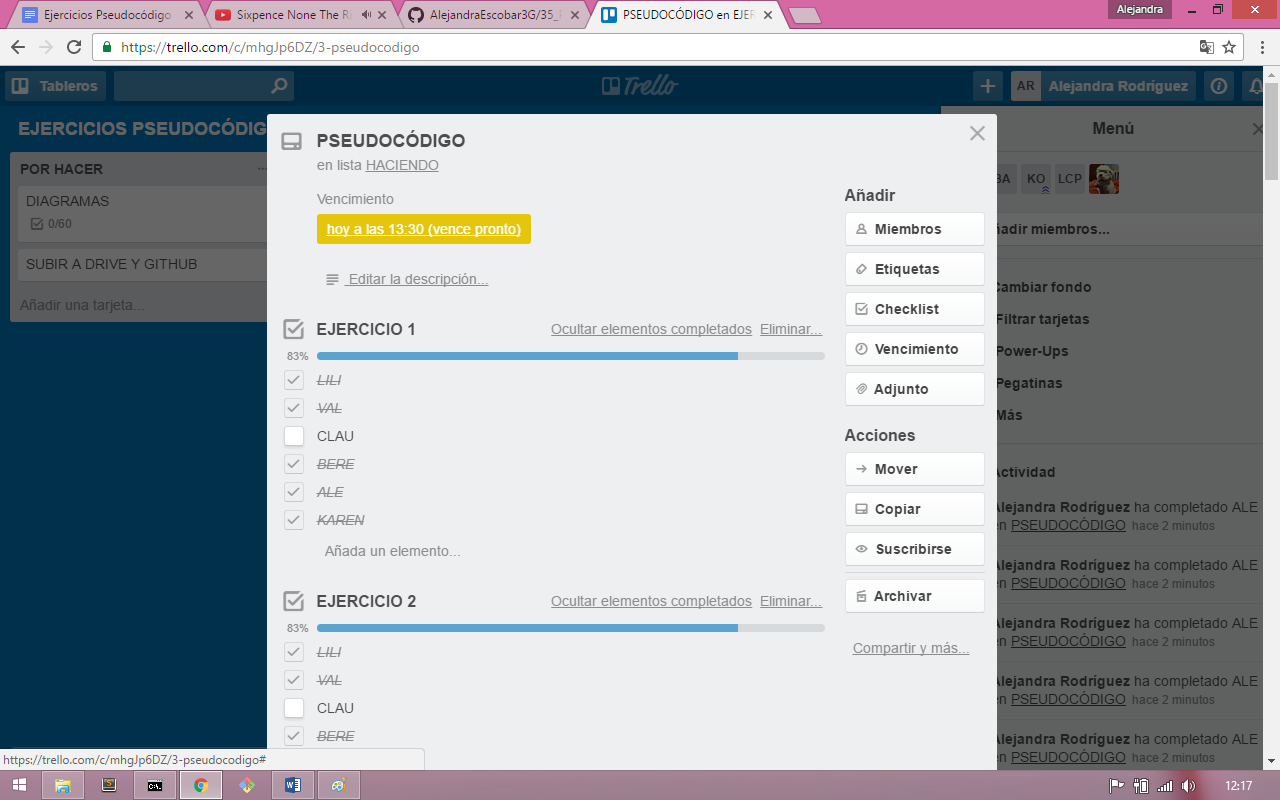 Ejercicios Pseudocódigo
Sixpence None The R
AlejandraEscobar3G/35_
PSEUDOCÓDIGO en EJER
Alejandra
https://trello.com/c/mhgJp6DZ/3-pseudocodigo
Tableros
Trello
AR Alejandra Rodríguez
EJERCICIOS PSEUDOCÓDIG
POR HACER
DIAGRAMAS
0/60
SUBIR A DRIVE Y GITHUB
Añadir una tarjeta...
PSEUDOCÓDIGO
en lista HACIENDO
Vencimiento
hoy a las 13:30 (vence pronto)
Editar la descripción...
EJERCICIO 1 Ocultar elementos completados Eliminar...
83%
LILI
VAL
CLAU
BERE
ALE
KAREN
Añada un elemento...
EJERCICIO 2 Ocultar elementos completados Eliminar...
83%
LILI
VAL
CLAU
BERE
Añadir
Miembros
Etiquetas
Checklist
Vencimiento
Adjunto
Acciones
Mover
Copiar
Suscribirse
Archivar
Compartir y más...
Menú
BA KO LCP
ñadir miembros...
Cambiar fondo
Filtrar tarjetas
Power-Ups
Pegatinas
Más
Actividad
Alejandra Rodríguez ha completado ALE
en PSEUDOCÓDIGO hace 2 minutos
Alejandra Rodríguez ha completado ALE
en PSEUDOCÓDIGO hace 2 minutos
Alejandra Rodríguez ha completado ALE
en PSEUDOCÓDIGO hace 2 minutos
Alejandra Rodríguez ha completado ALE
en PSEUDOCÓDIGO hace 2 minutos
Alejandra Rodríguez ha completado ALE
en PSEUDOCÓDIGO hace 2 minutos
https://trello.com/c/mhgJp6DZ/3-pseudocodigo#
12:17